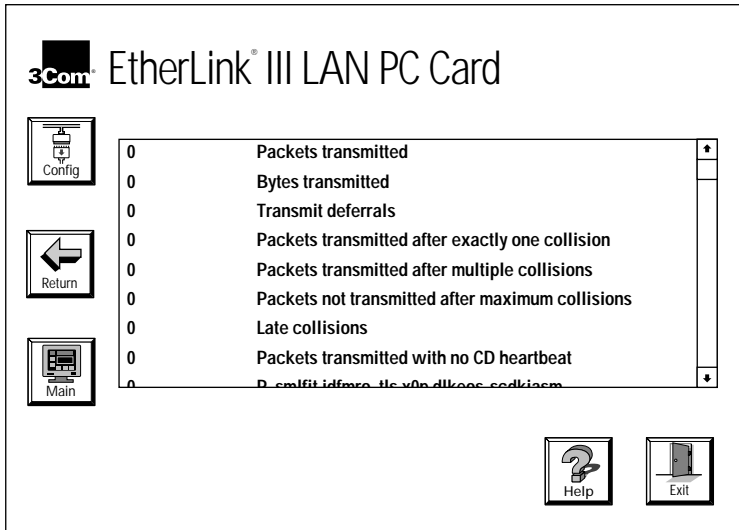 3Com® EtherLink® III LAN PC Card
Config
0 Packets transmitted
0 Bytes transmitted
0 Transmit deferrals
0 Packets transmitted after exactly one collision
0 Packets transmitted after multiple collisions
0 Packets not transmitted after maximum collisions
0 Late collisions
0 Packets transmitted with no CD heartbeat
0
Return
Main
Help
Exit